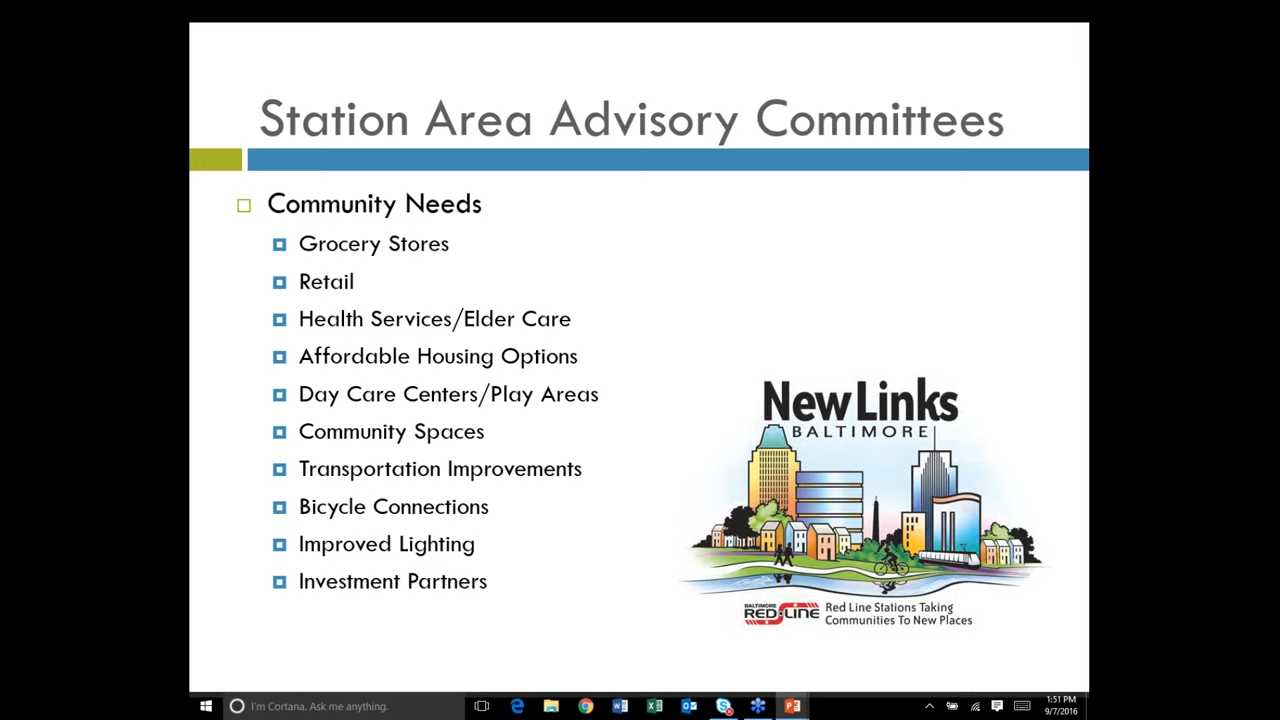 Station Area Advisory Committees
Community Needs
Grocery Stores
Retail
Health Services/Elder Care
Affordable Housing Options
Day Care Centers/Play Areas
Community Spaces
Transportation Improvements
Bicycle Connections
Improved Lighting
Investment Partners
New Links
BALTIMORE
BALTIMORE
RED LINE
Red Line Stations Taking
Communities To New Places
I'm Cortana. Ask me anything.
1:51 PM
9/7/2016